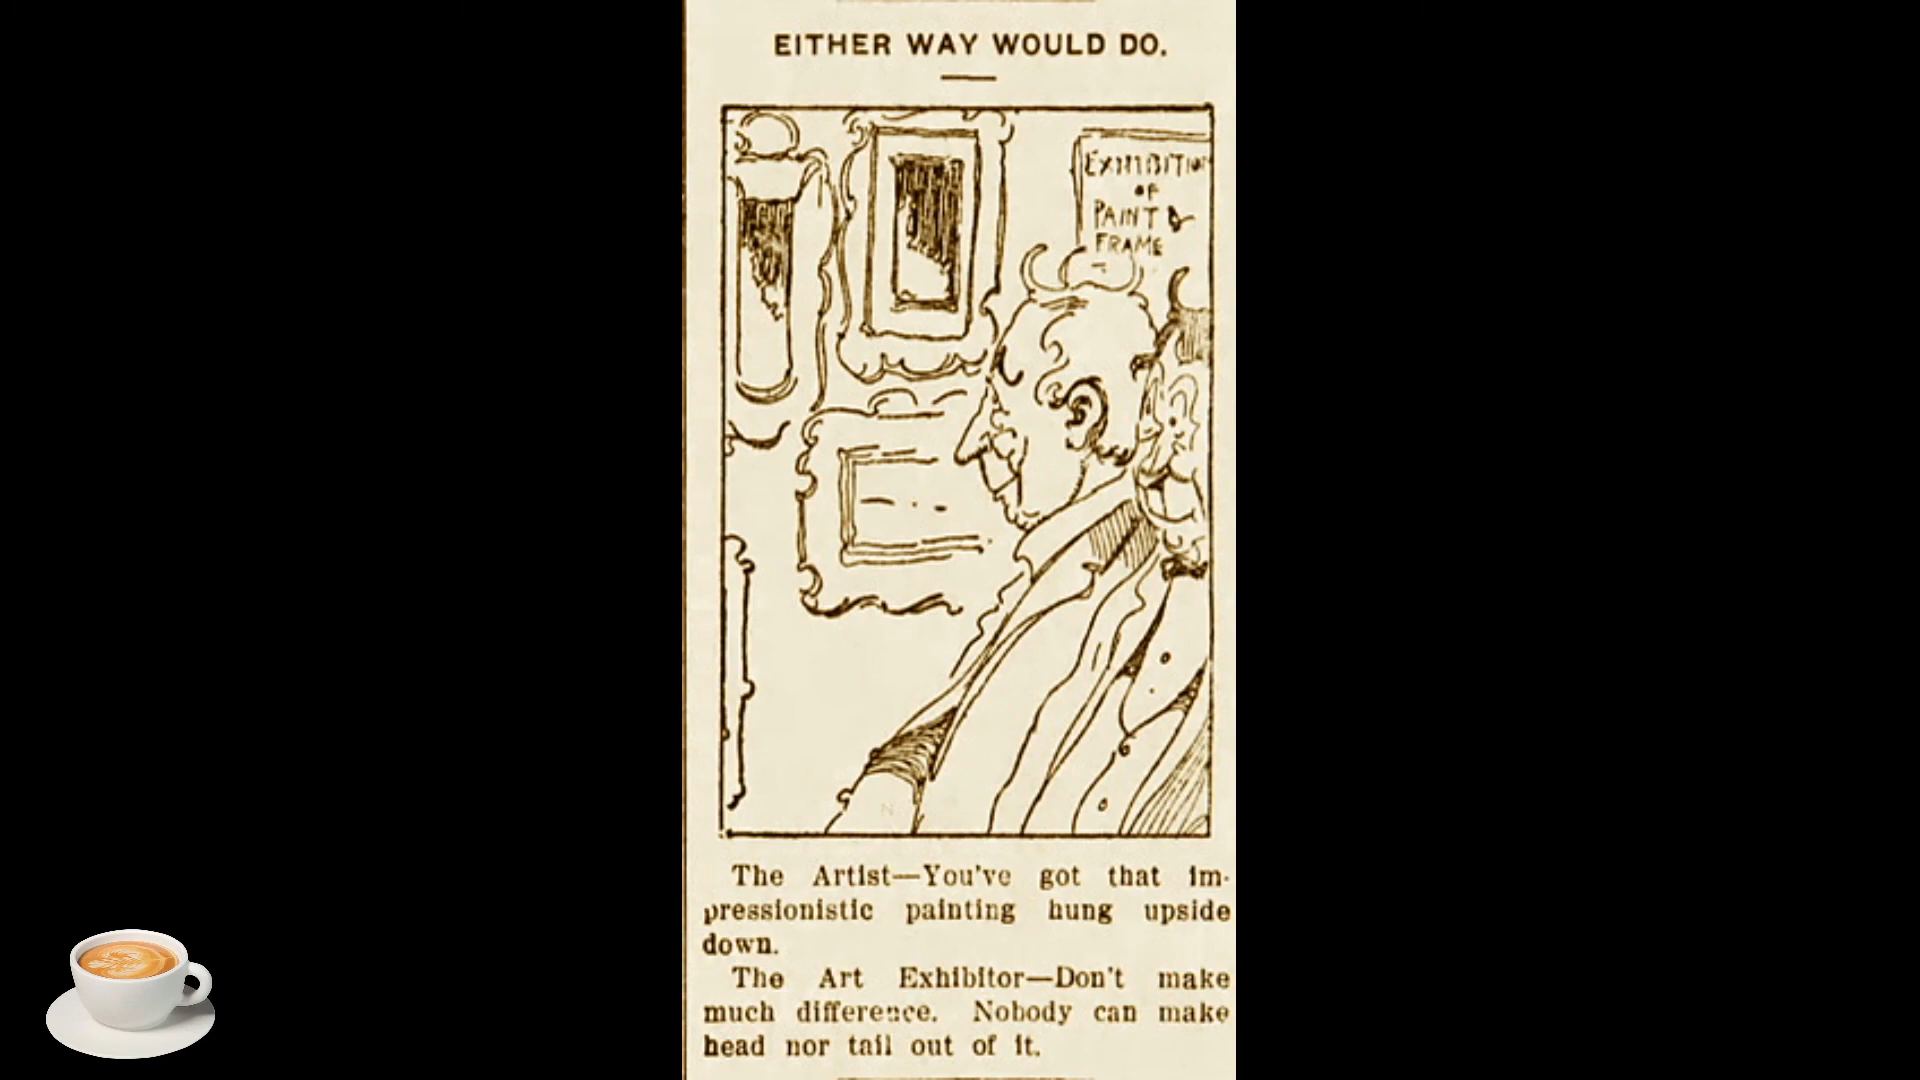 EITHER WAY WOULD DO.
EXHIBITION
OF
PAINT &
FRAME
The Artist—You've got that im-
pressionistic painting hung upside
down.
The Art Exhibitor—Don't make
much difference. Nobody can make
head nor tail out of it.